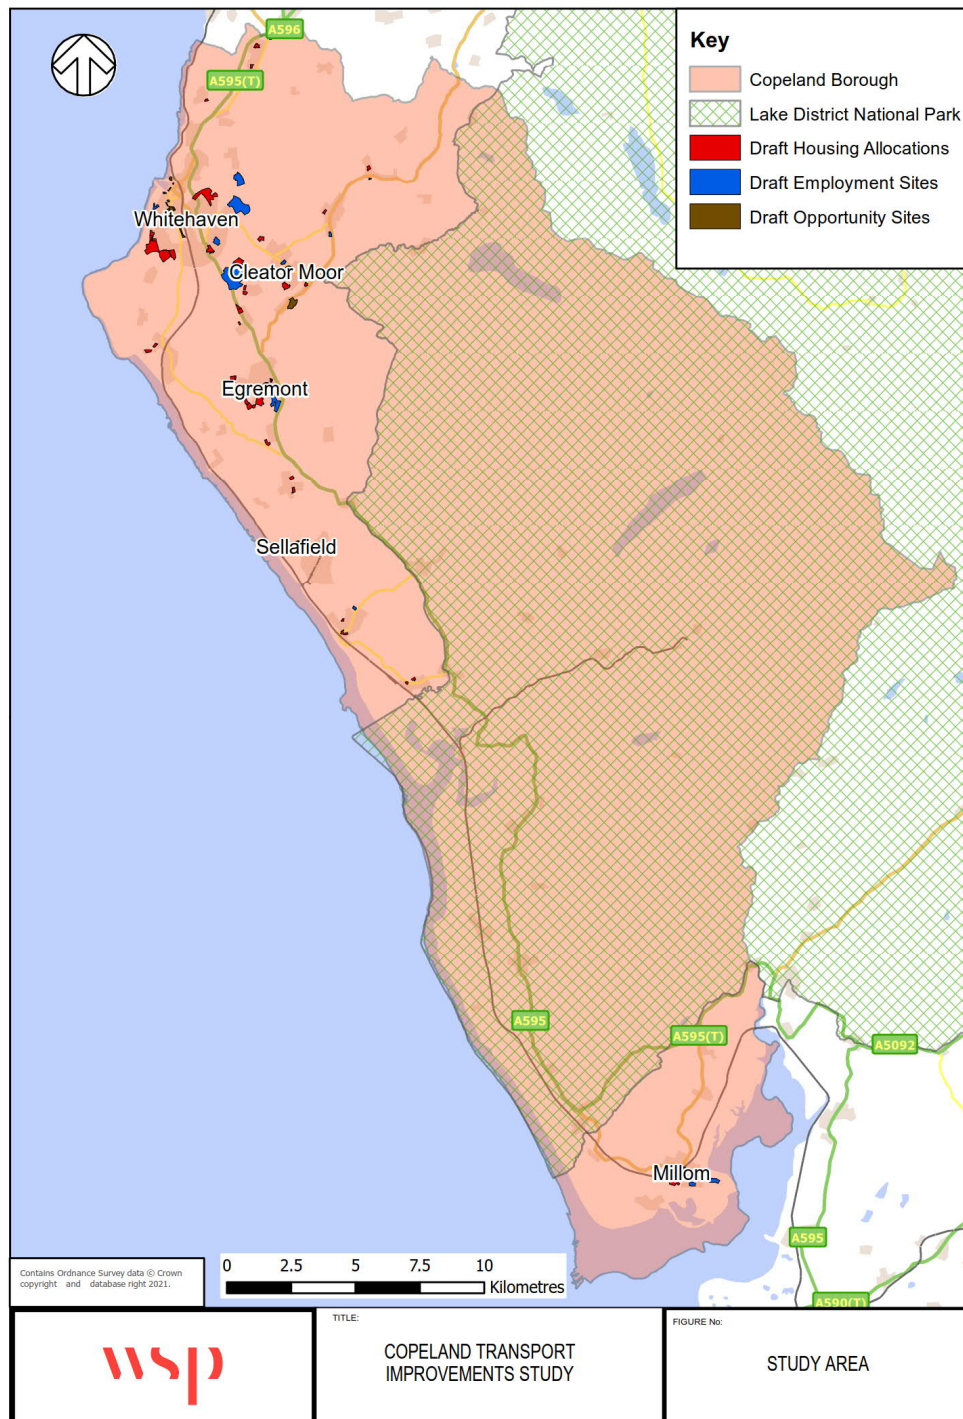 A596
A595(T)
Key
Copeland Borough
Lake District National Park
Draft Housing Allocations
Draft Employment Sites
Draft Opportunity Sites
Whitehaven
Cleator Moor
Egremont
Sellafield
A595
A595(T)
A5092
Millom
A595
A590(T)
Contains Ordnance Survey data © Crown
copyright and database right 2021.
0 2.5 5 7.5 10
Kilometres
wsp
TITLE:
COPELAND TRANSPORT
IMPROVEMENTS STUDY
FIGURE No:
STUDY AREA